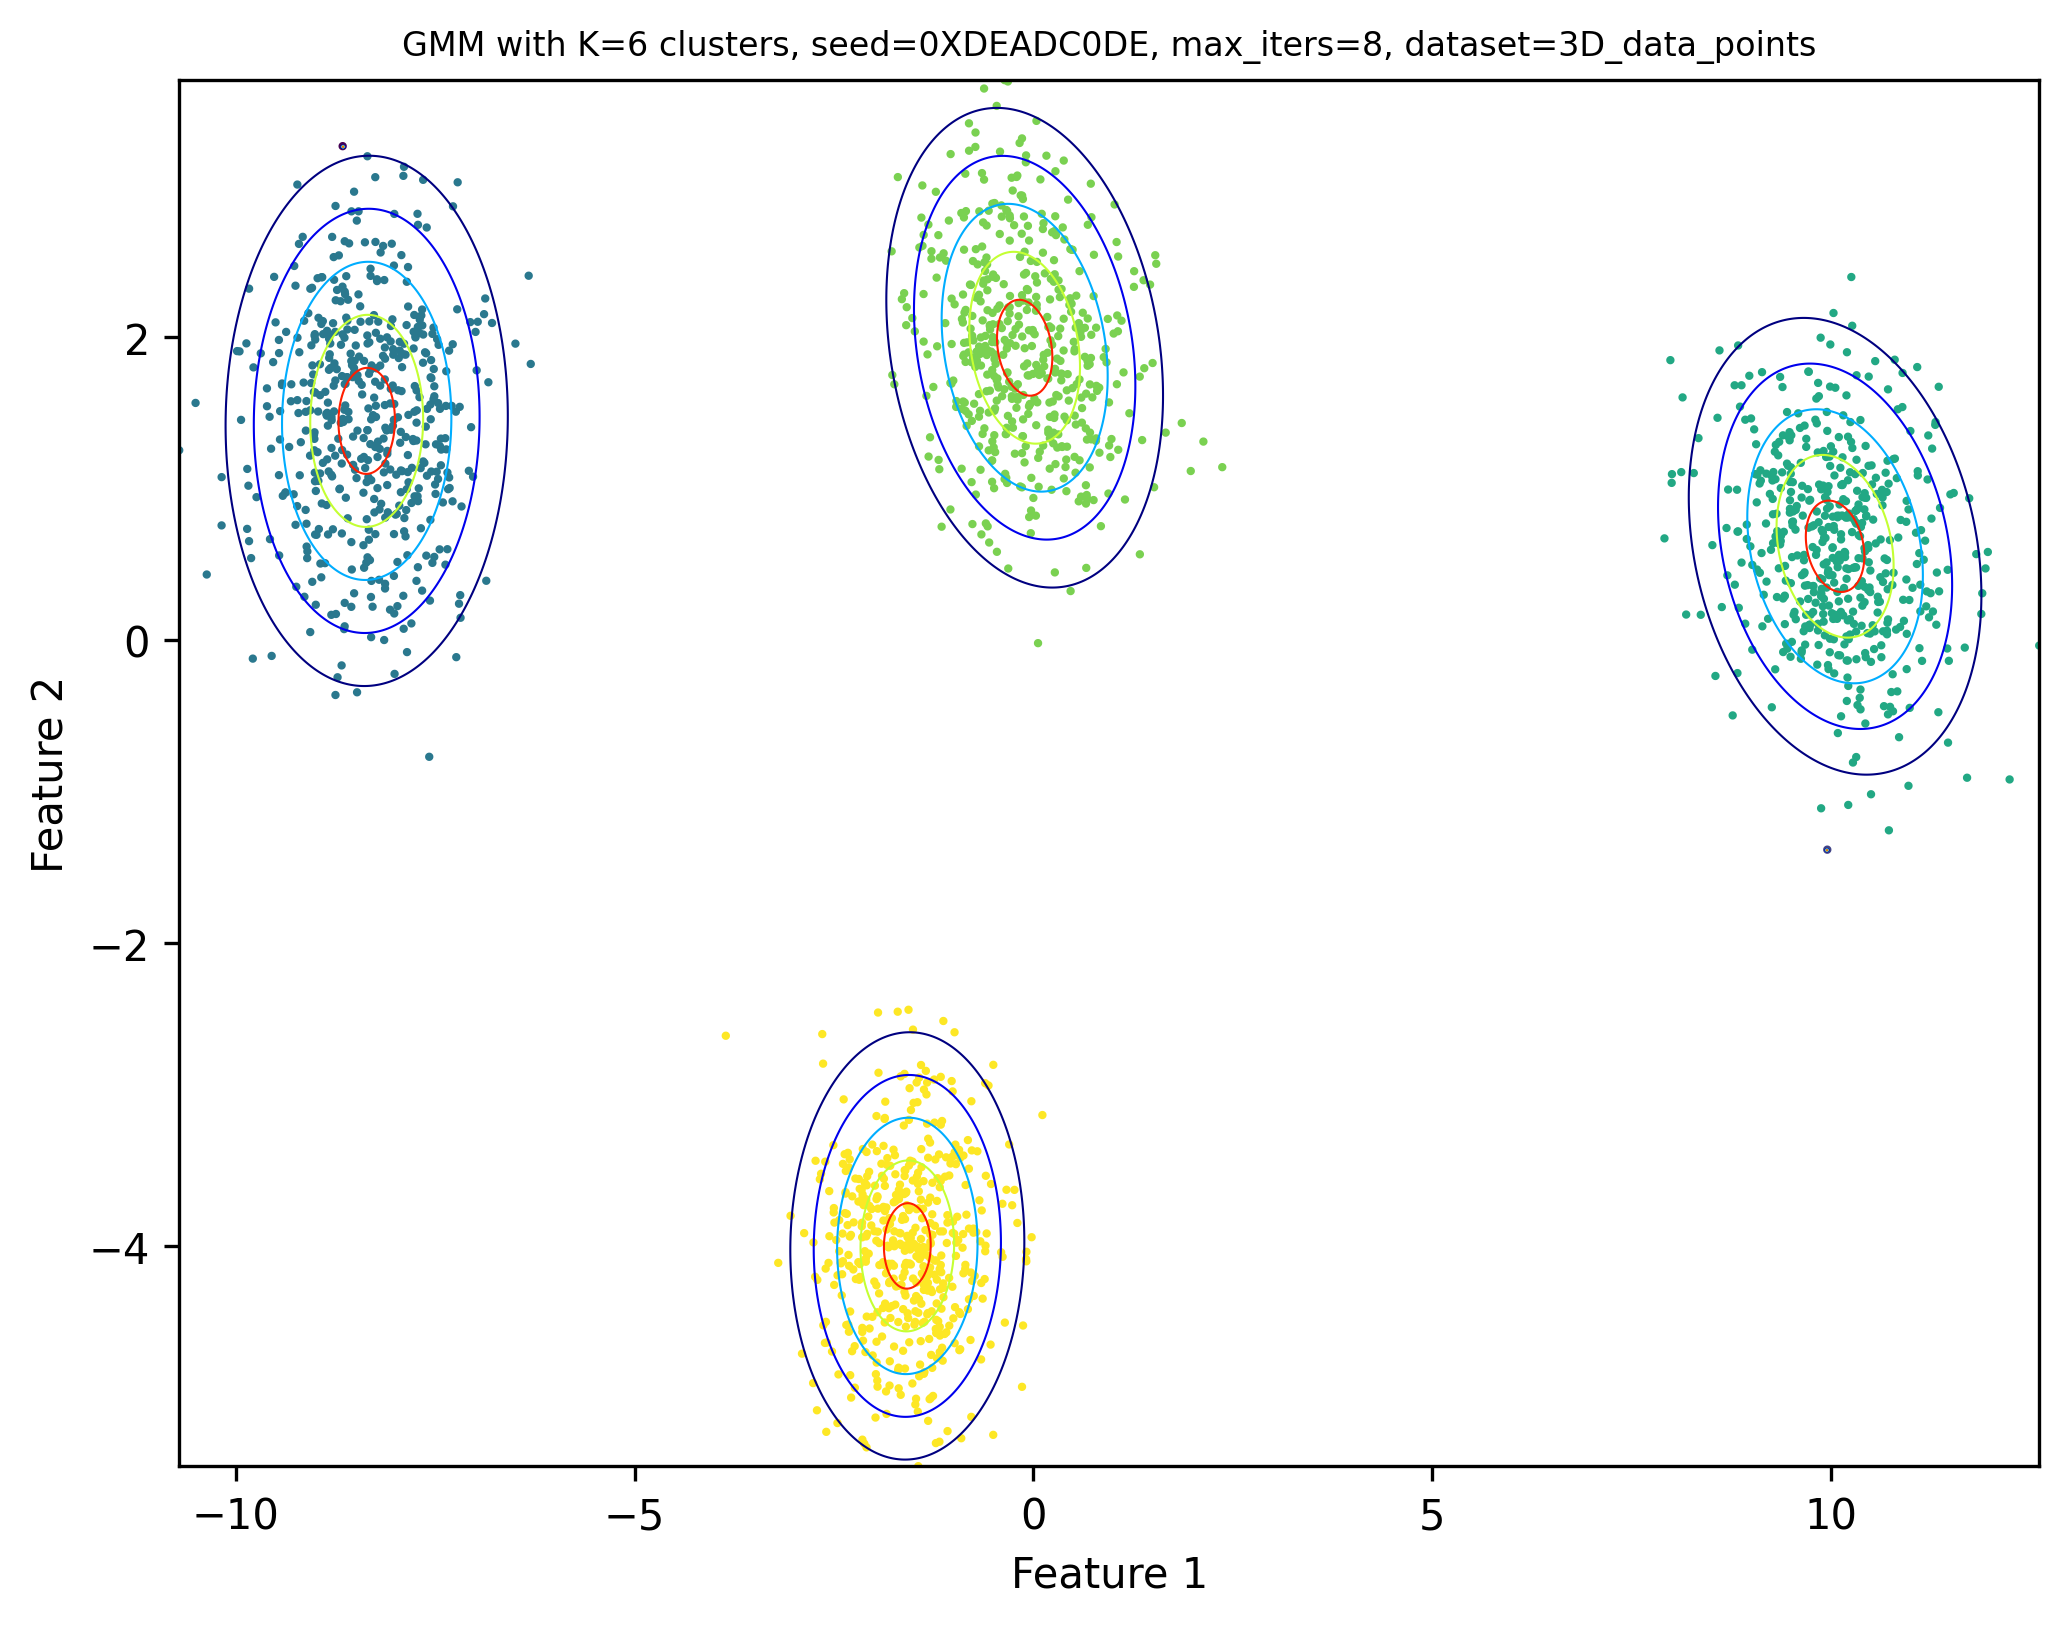 GMM with K=6 clusters, seed=0XDEADC0DE, max_iters=8, dataset=3D_data_points
2
0
−2
−4
Feature 2
−10 −5 0 5 10
Feature 1